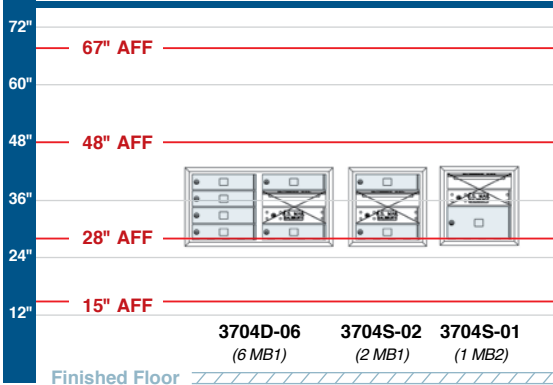 72"
67" AFF
60"
48"
48" AFF
36"
28" AFF
24"
15" AFF
12"
3704D-06 3704S-02 3704S-01
(6 MB1) (2 MB1) (1 MB2)
Finished Floor